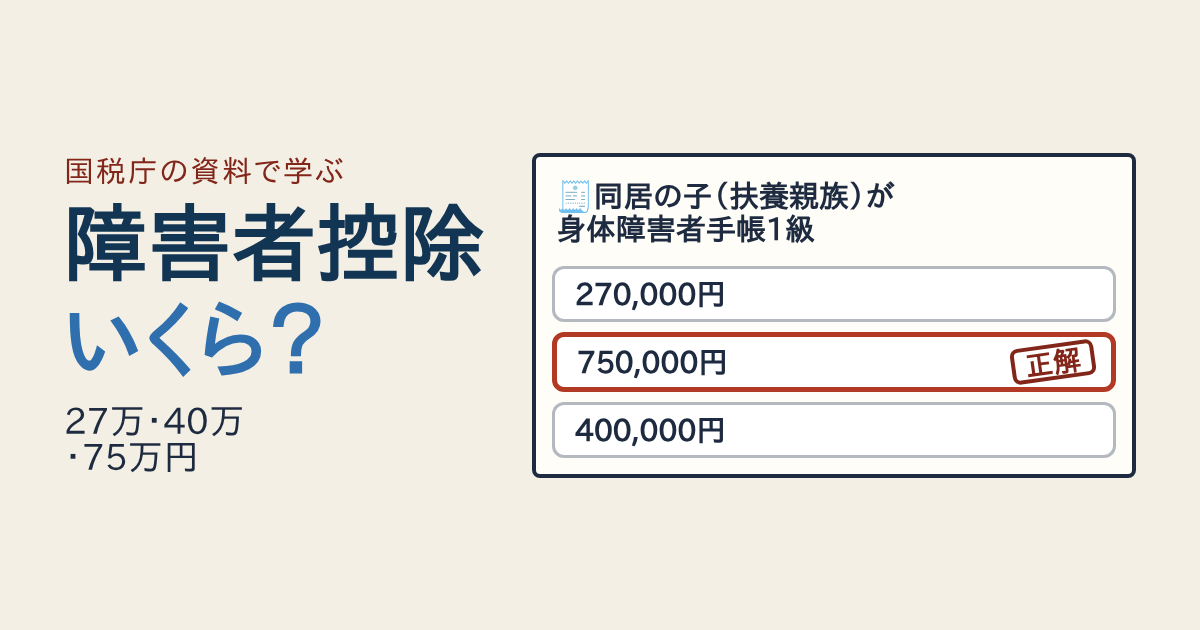 国税庁の資料で学ぶ
障害者控除
いくら?
27万・40万
・75万円
🧾同居の子(扶養親族)が
身体障害者手帳1級
270,000円
750,000円
正解
400,000円